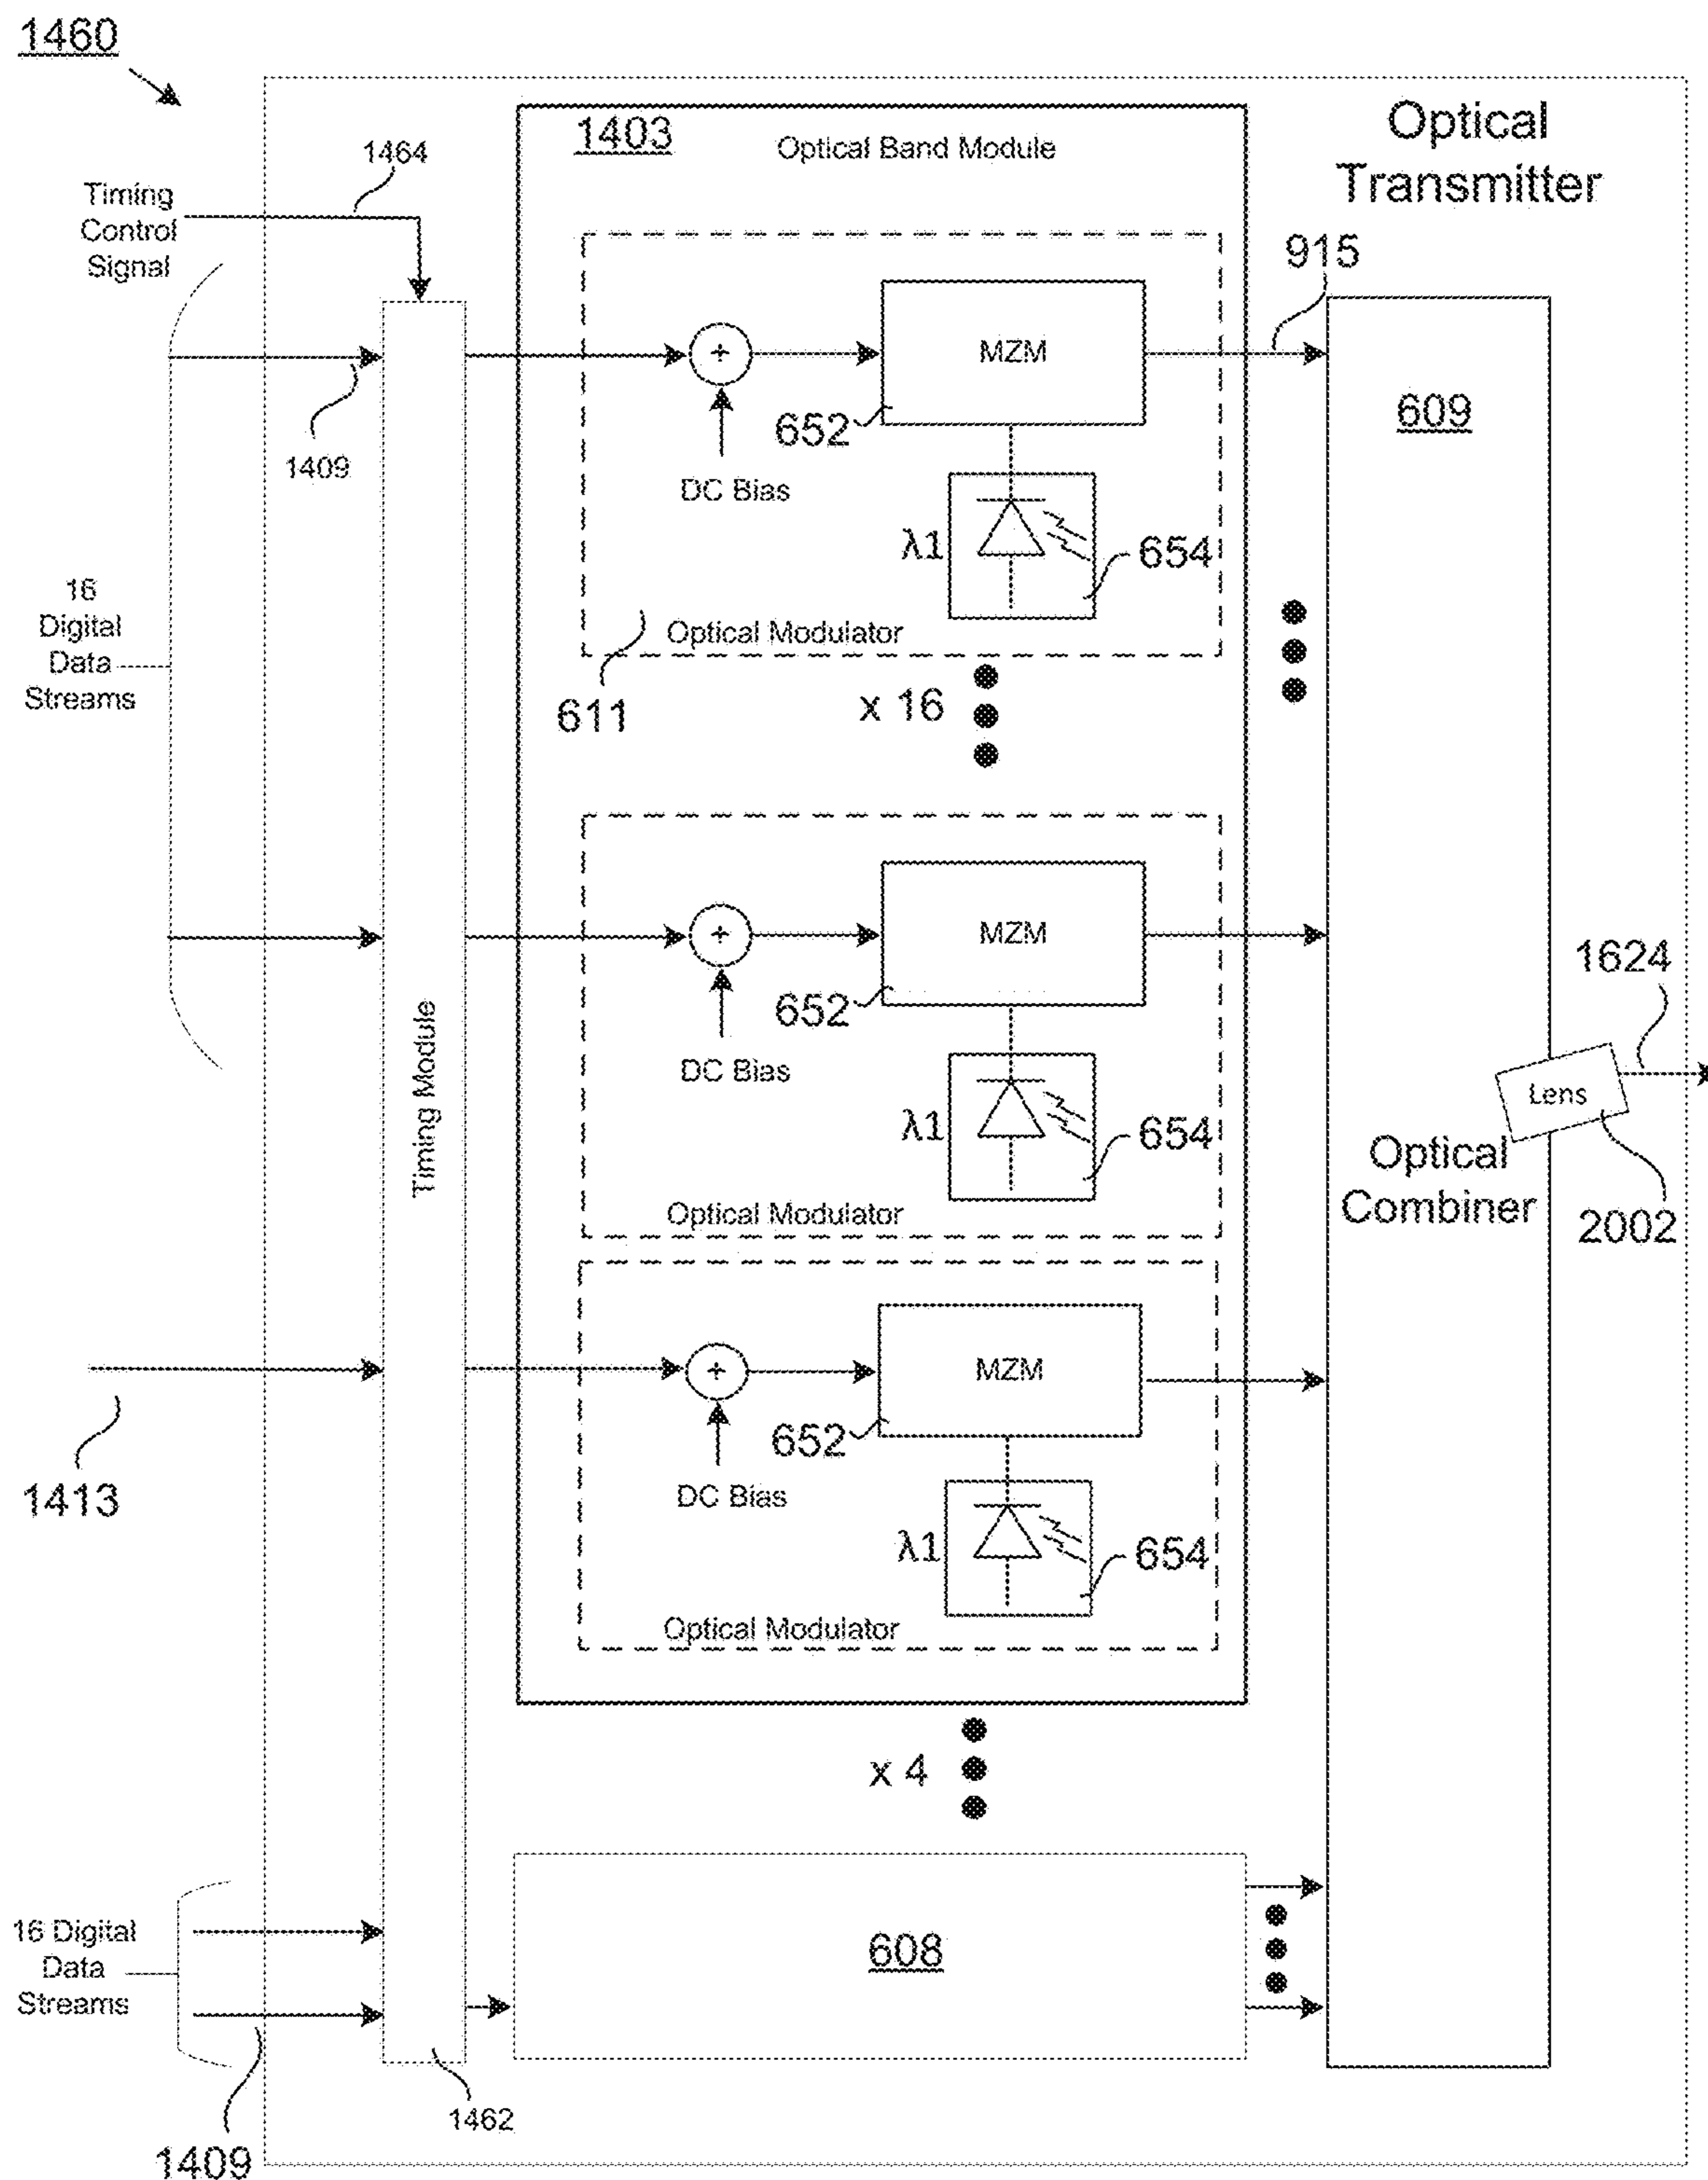 1460
1403
Optical Band Module
Optical
Transmitter
1464
Timing
Control
Signal
915
+
MZM
652
609
1409
DC Bias
λ1
654
16
Digital
Data
Streams
Optical Modulator
611
x 16
+
MZM
652
1624
DC Bias
Timing Module
Lens
λ1
654
Optical
Combiner
2002
Optical Modulator
+
MZM
652
1413
DC Bias
λ1
654
Optical Modulator
x 4
16 Digital
Data
Streams
608
1462
1409